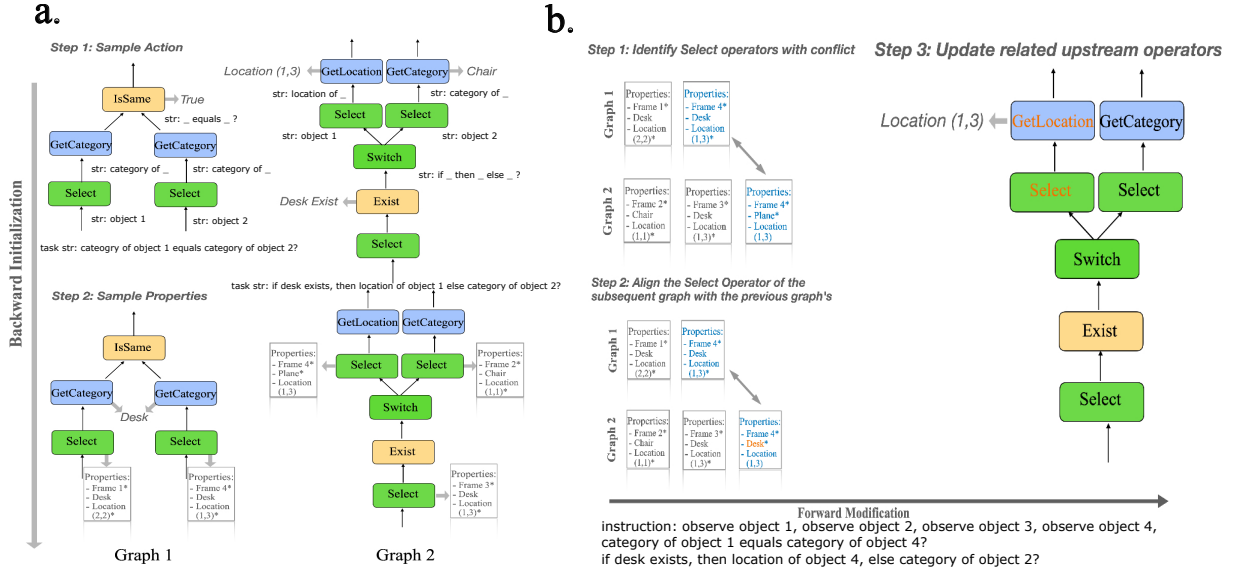 a.
Step 1: Sample Action
IsSame
True
str: _ equals _ ?
GetCategory
GetCategory
str: category of _
str: category of _
Select
Select
str: object 1
str: object 2
task str: cateogry of object 1 equals category of object 2?
Backward Initialization
Step 2: Sample Properties
IsSame
GetCategory
GetCategory
Desk
Select
Select
Properties:
- Frame 1*
- Desk
- Location
(2,2)*
Properties:
- Frame 4*
- Desk
- Location
(1,3)*
Graph 1
Location (1,3)
GetLocation
GetCategory
Chair
str: location of _
str: category of _
Select
Select
str: object 1
str: object 2
Switch
str: if _ then _ else _ ?
Desk Exist
Exist
Select
task str: if desk exists, then location of object 1 else category of object 2?
GetLocation
GetCategory
Properties:
- Frame 4*
- Plane*
- Location
(1,3)
Select
Select
Properties:
- Frame 2*
- Chair
- Location
(1,1)*
Switch
Exist
Select
Properties:
- Frame 3*
- Desk
- Location
(1,3)*
Graph 2
b.
Step 1: Identify Select operators with conflict
Graph 1
Properties:
- Frame 1*
- Desk
- Location
(2,2)*
Properties:
- Frame 4*
- Desk
- Location
(1,3)*
Graph 2
Properties:
- Frame 2*
- Chair
- Location
(1,1)*
Properties:
- Frame 3*
- Desk
- Location
(1,3)*
Properties:
- Frame 4*
- Plane*
- Location
(1,3)
Step 2: Align the Select Operator of the
subsequent graph with the previous graph's
Graph 1
Properties:
- Frame 1*
- Desk
- Location
(2,2)*
Properties:
- Frame 4*
- Desk
- Location
(1,3)*
Graph 2
Properties:
- Frame 2*
- Chair
- Location
(1,1)*
Properties:
- Frame 3*
- Desk
- Location
(1,3)*
Properties:
- Frame 4*
- Desk*
- Location
(1,3)
Step 3: Update related upstream operators
Location (1,3)
GetLocation
GetCategory
Select
Select
Switch
Exist
Select
Forward Modification
instruction: observe object 1, observe object 2, observe object 3, observe object 4,
category of object 1 equals category of object 4?
if desk exists, then location of object 4, else category of object 2?